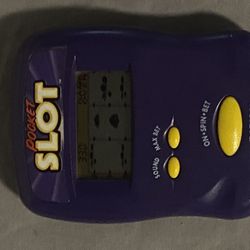 POCKET
SLOT
SOUND MAX BET
ON•SPIN•BET